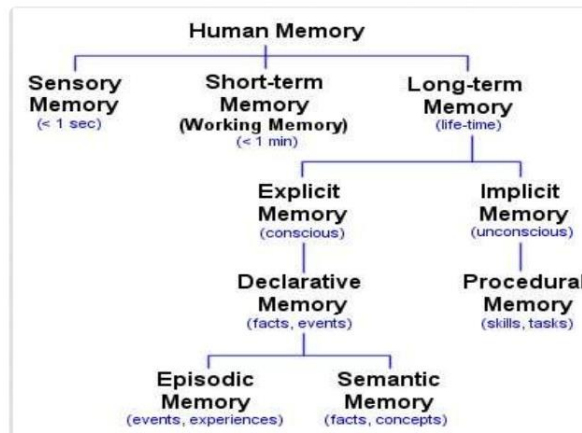 Human Memory
Sensory
Memory
(< 1 sec)
Short-term
Memory
(Working Memory)
(< 1 min)
Long-term
Memory
(life-time)
Explicit
Memory
(conscious)
Implicit
Memory
(unconscious)
Declarative
Memory
(facts, events)
Procedural
Memory
(skills, tasks)
Episodic
Memory
(events, experiences)
Semantic
Memory
(facts, concepts)